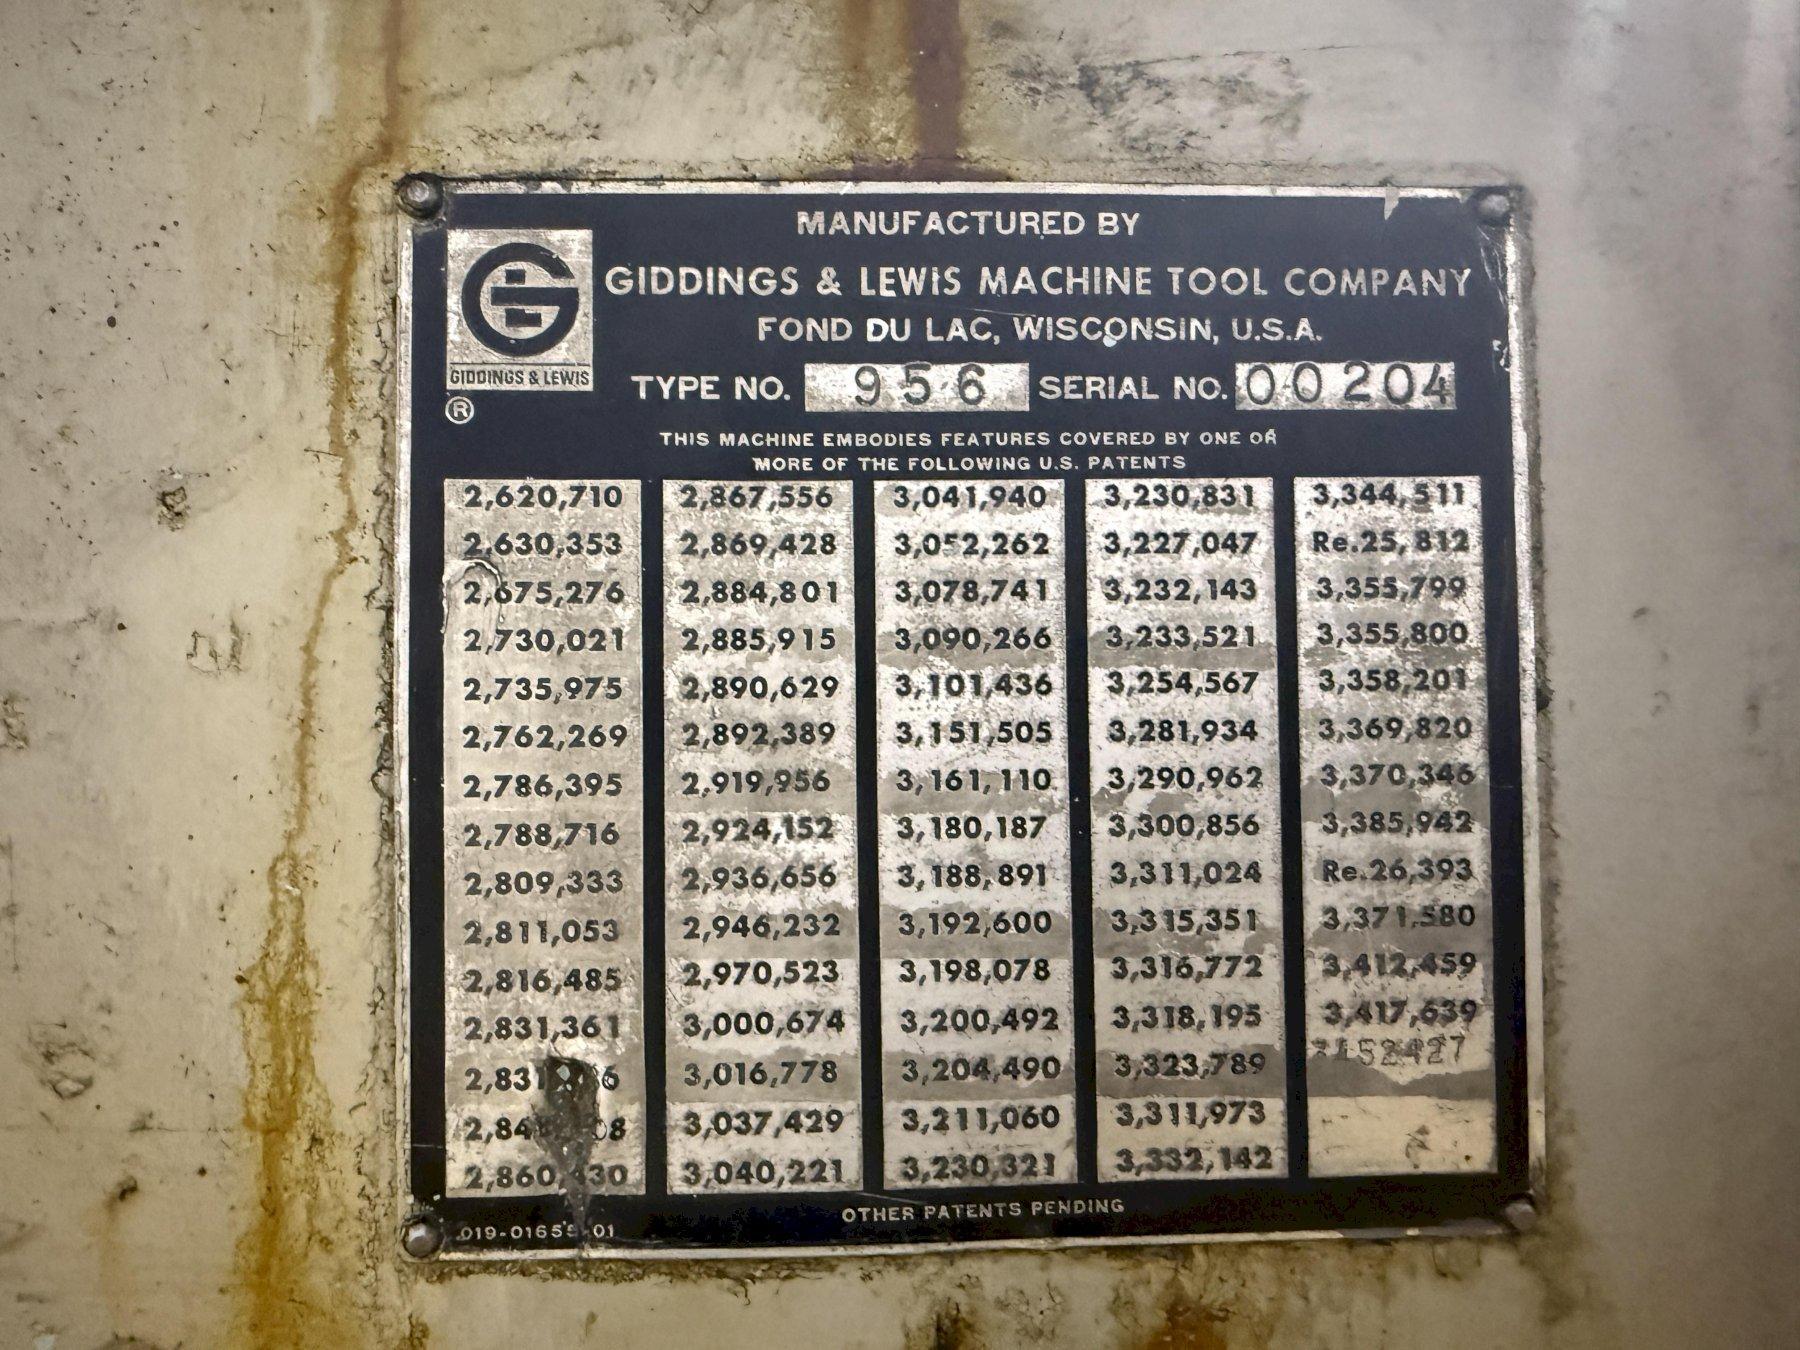 MANUFACTURED BY
GIDDINGS & LEWIS MACHINE TOOL COMPANY
FOND DU LAC, WISCONSIN, U.S.A.
GIDDINGS & LEWIS
®
TYPE NO. 956 SERIAL NO. 00204
THIS MACHINE EMBODIES FEATURES COVERED BY ONE OR
MORE OF THE FOLLOWING U.S. PATENTS
2,620,710 2,867,556 3,041,940 3,230,831 3,344,511
2,630,353 2,869,428 3,052,262 3,227,047 Re.25,812
2,675,276 2,884,801 3,078,741 3,232,143 3,355,799
2,730,021 2,885,915 3,090,266 3,233,521 3,355,800
2,735,975 2,890,629 3,101,436 3,254,567 3,358,201
2,762,269 2,892,389 3,151,505 3,281,934 3,369,820
2,786,395 2,919,956 3,161,110 3,290,962 3,370,346
2,788,716 2,924,152 3,180,187 3,300,856 3,385,942
2,809,333 2,936,656 3,188,891 3,311,024 Re.26,393
2,811,053 2,946,232 3,192,600 3,315,351 3,371,580
2,816,485 2,970,523 3,198,078 3,316,772 3,412,459
2,831,361 3,000,674 3,200,492 3,318,195 3,417,639
3,016,778 3,204,490 3,323,789
3,037,429 3,211,060 3,311,973
3,040,221 3,230,321 3,332,142
OTHER PATENTS PENDING